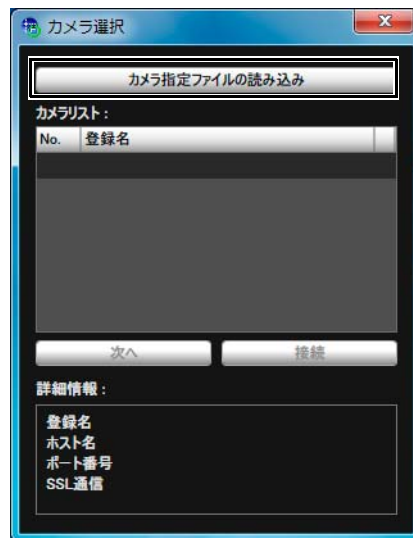 カメラ選択
カメラ指定ファイルの読み込み
カメラリスト：
No. 登録名
次へ 接続
詳細情報：
登録名
ホスト名
ポート番号
SSL通信